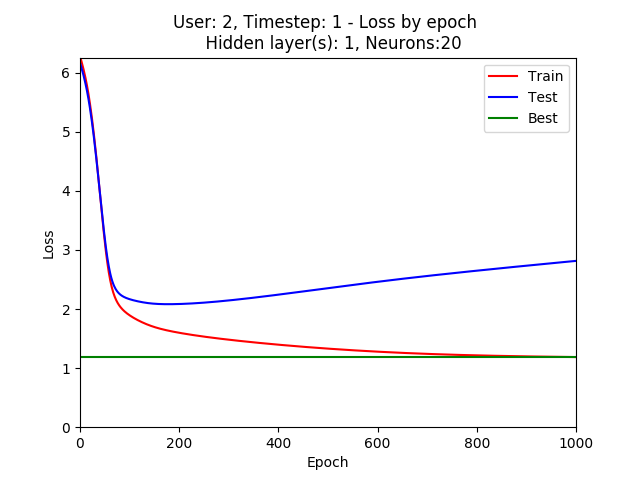 User: 2, Timestep: 1 - Loss by epoch
Hidden layer(s): 1, Neurons:20
Train
Test
Best
Loss
6
5
4
3
2
1
0
0 200 400 600 800 1000
Epoch